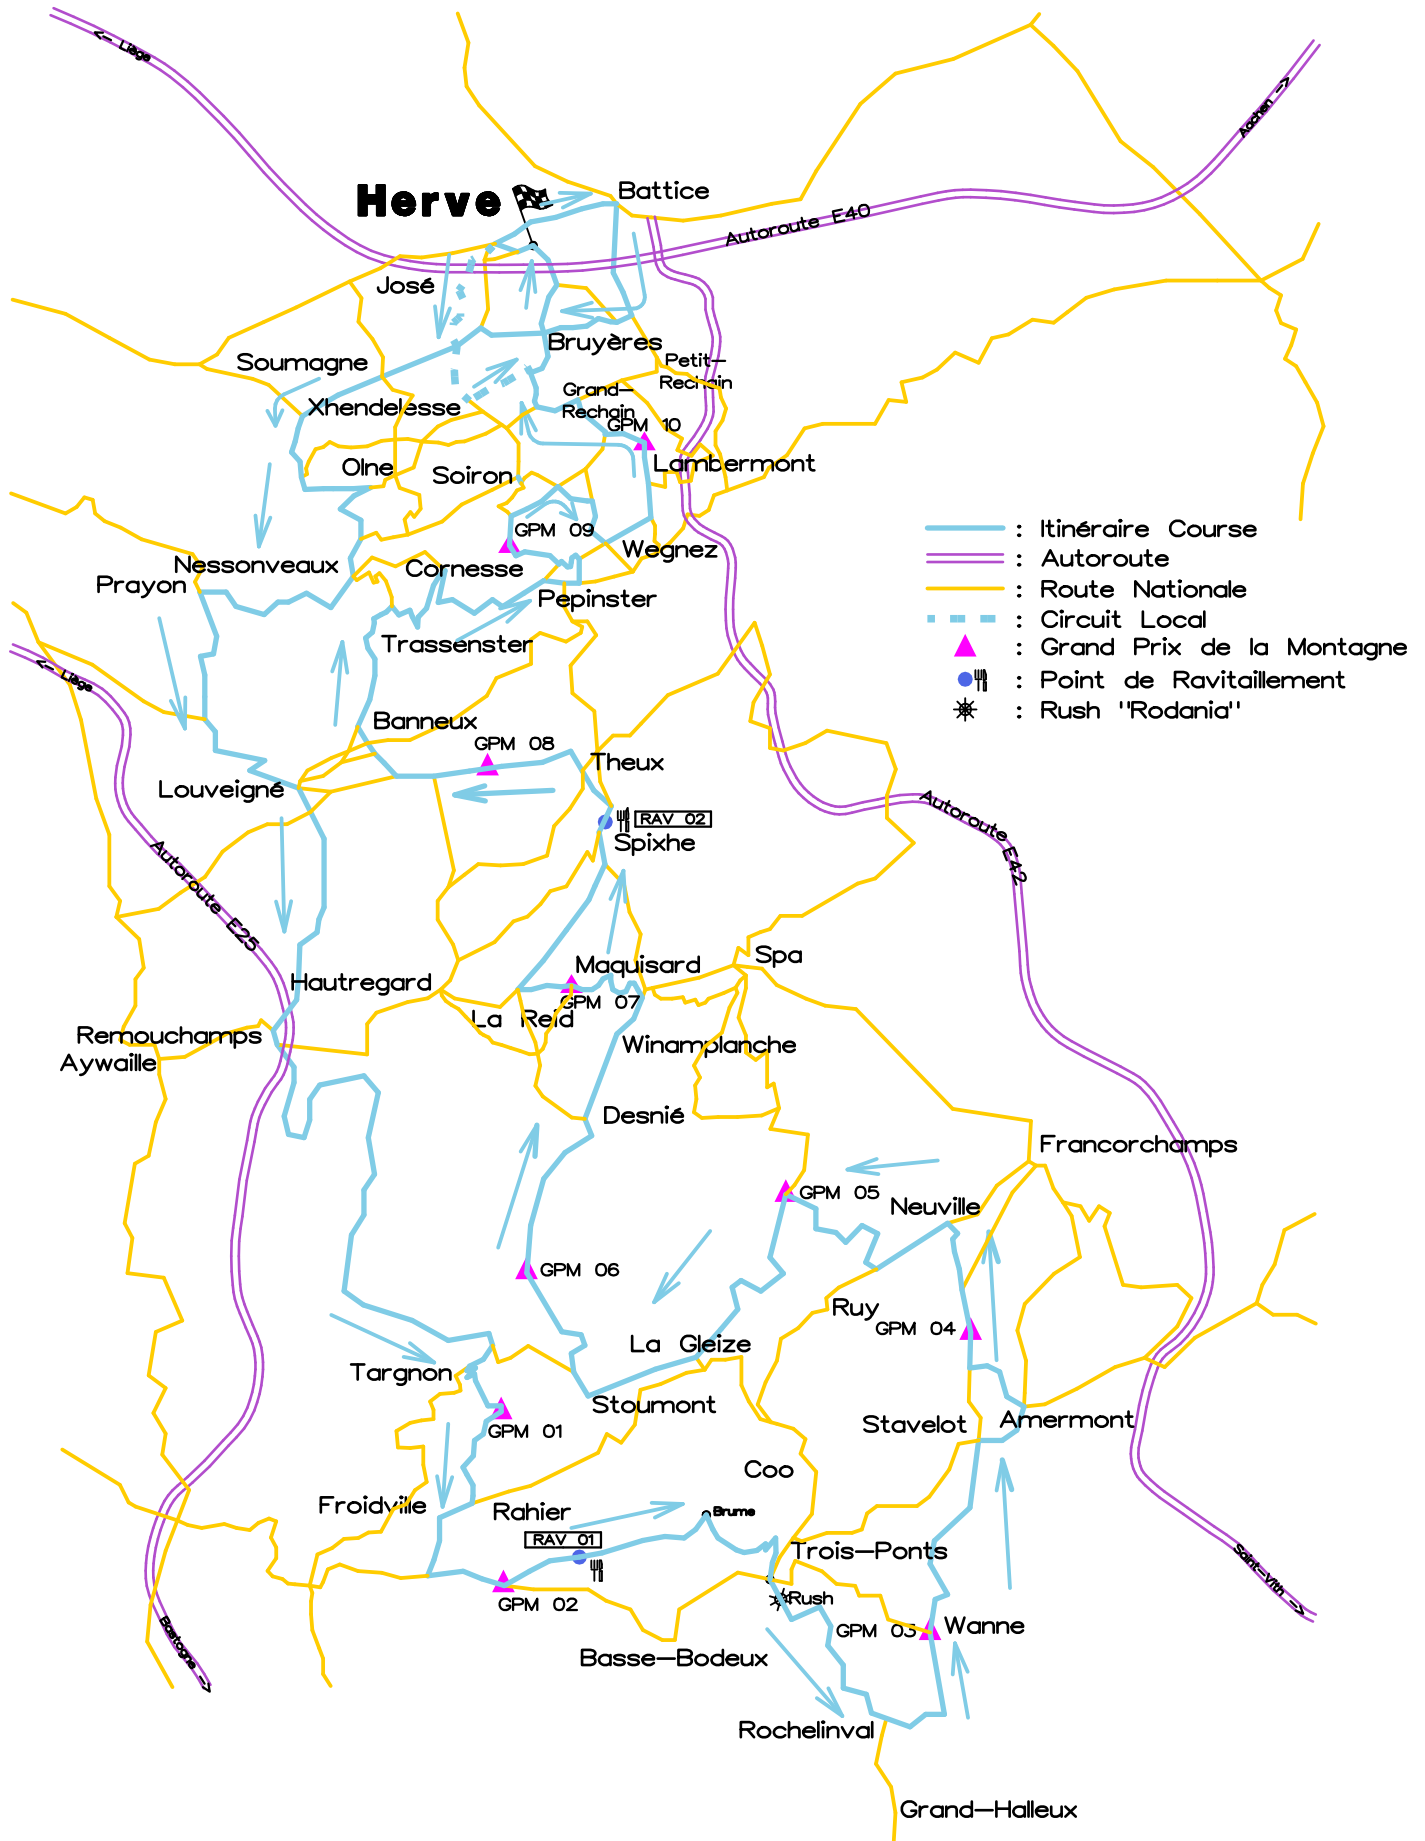 <— Liège
Aachen —>
Herve
Battice
Autoroute E40
José
Bruyères
Soumagne
Petit—
Rechain
Grand—
Rechain
Xhendelesse
GPM 10
Olne
Soiron
Lambermont
GPM 09
: Itinéraire Course
Wegnez
: Autoroute
Nessonveaux
Cornesse
Prayon
: Route Nationale
Pepinster
: Circuit Local
Trassenster
: Grand Prix de la Montagne
<— Liège
: Point de Ravitaillement
: Rush "Rodania"
Banneux
GPM 08
Theux
Louveigné
RAV 02
Autoroute E42
Spixhe
Autoroute E25
Maquisard
Spa
Hautregard
GPM 07
La Reid
Remouchamps
Winamplanche
Aywaille
Desnié
Francorchamps
GPM 05
Neuville
GPM 06
Ruy
GPM 04
La Gleize
Targnon
Stoumont
Stavelot
Amermont
GPM 01
Coo
Froidville
Rahier
Brume
RAV 01
Trois—Ponts
Saint—Vith —>
GPM 02
Rush
GPM 03
Wanne
Bastogne —>
Basse—Bodeux
Rochelinval
Grand—Halleux